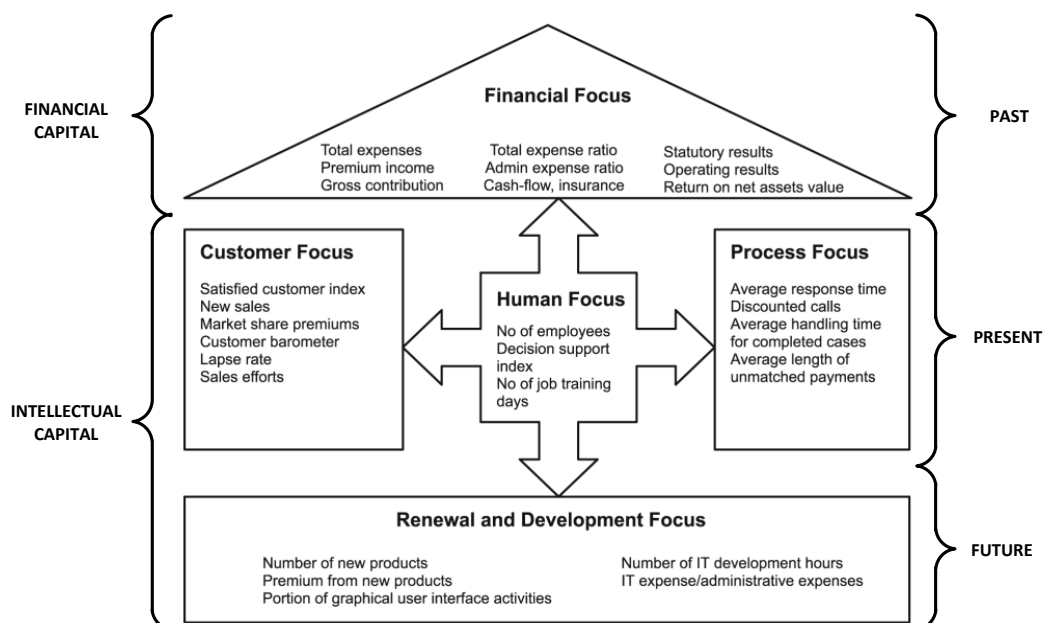 Financial Focus
FINANCIAL
CAPITAL
PAST
Total expenses
Premium income
Gross contribution
Total expense ratio
Admin expense ratio
Cash-flow, insurance
Statutory results
Operating results
Return on net assets value
Customer Focus
Satisfied customer index
New sales
Market share premiums
Customer barometer
Lapse rate
Sales efforts
Human Focus
No of employees
Decision support
index
No of job training
days
Process Focus
Average response time
Discounted calls
Average handling time
for completed cases
Average length of
unmatched payments
PRESENT
INTELLECTUAL
CAPITAL
Renewal and Development Focus
Number of new products
Premium from new products
Portion of graphical user interface activities
Number of IT development hours
IT expense/administrative expenses
FUTURE